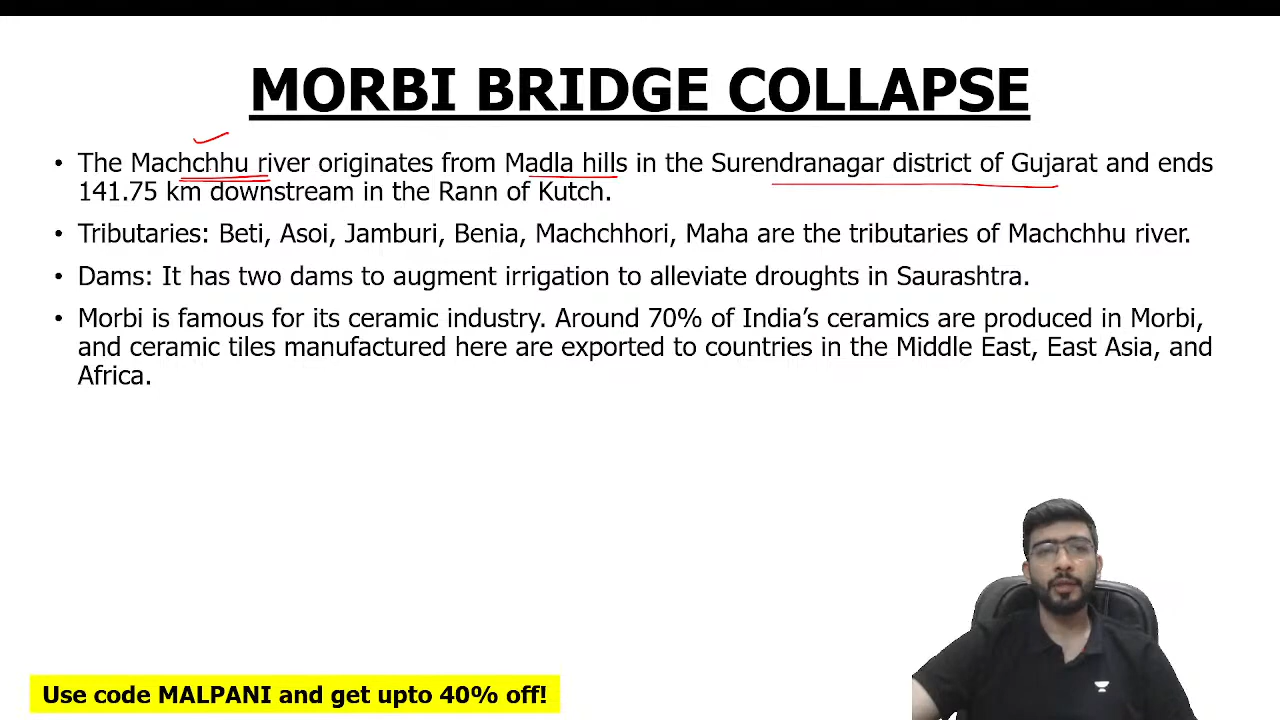 MORBI BRIDGE COLLAPSE
• The Machchhu river originates from Madla hills in the Surendranagar district of Gujarat and ends
141.75 km downstream in the Rann of Kutch.
• Tributaries: Beti, Asoi, Jamburi, Benia, Machchhori, Maha are the tributaries of Machchhu river.
• Dams: It has two dams to augment irrigation to alleviate droughts in Saurashtra.
• Morbi is famous for its ceramic industry. Around 70% of India’s ceramics are produced in Morbi,
and ceramic tiles manufactured here are exported to countries in the Middle East, East Asia, and
Africa.
Use code MALPANI and get upto 40% off!